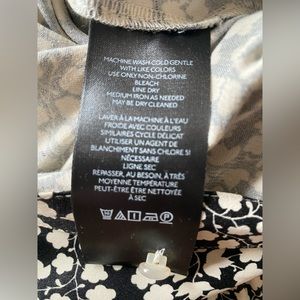 MACHINE WASH COLD GENTLE
WITH LIKE COLORS
USE ONLY NON-CHLORINE
BLEACH
LINE DRY
MEDIUM IRON AS NEEDED
MAY BE DRY CLEANED
LAVER À LA MACHINE À L'EAU
FROIDE AVEC COULEURS
SIMILAIRES CYCLE DÉLICAT
UTILISER UN AGENT DE
BLANCHIMENT SANS CHLORE SI
NÉCESSAIRE
LIGNE SEC
REPASSER, AU BESOIN, À TRÈS
MOYENNE TEMPÉRATURE
PEUT-ÊTRE ÊTRE NETTOYÉE
À SEC